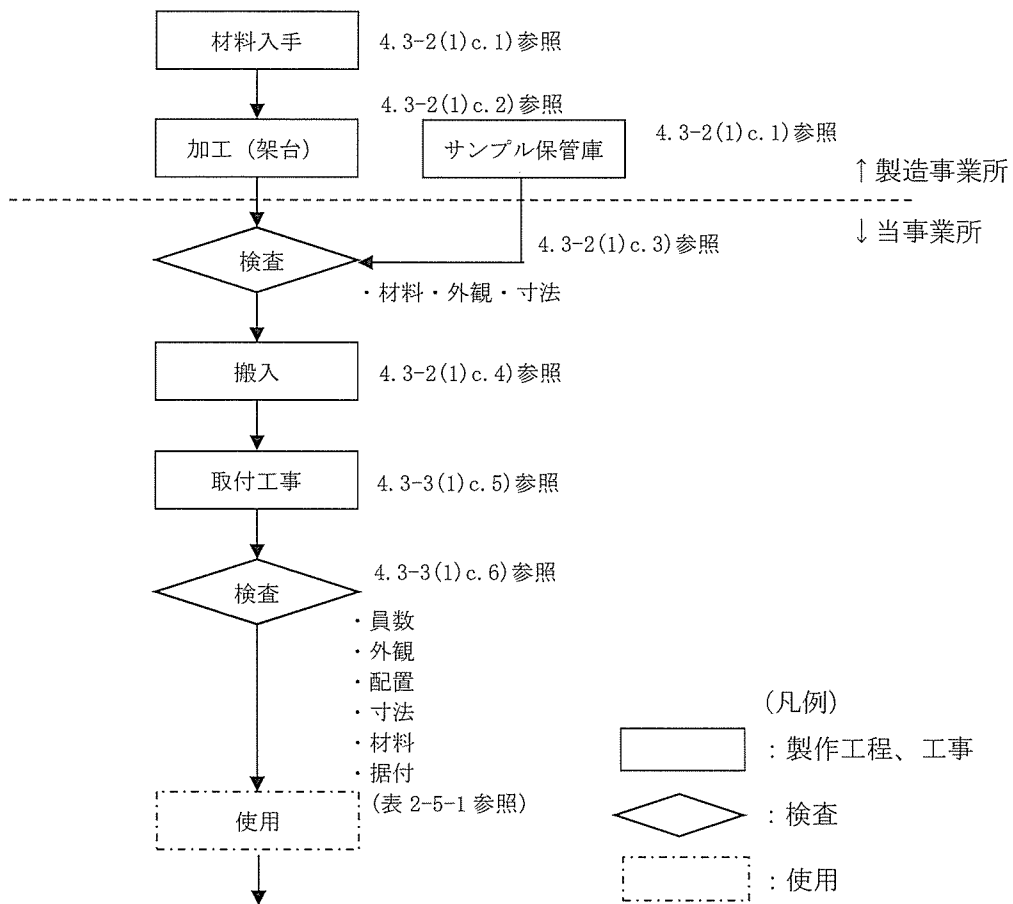 材料入手
4.3-2(1)c.1)参照
4.3-2(1)c.2)参照
加工（架台）
サンプル保管庫
4.3-2(1)c.1)参照
↑製造事業所
↓当事業所
検査
4.3-2(1)c.3)参照
・材料・外観・寸法
搬入
4.3-2(1)c.4)参照
取付工事
4.3-3(1)c.5)参照
検査
4.3-3(1)c.6)参照
・員数
・外観
・配置
・寸法
・材料
・据付
(表 2-5-1 参照)
使用
(凡例)
：製作工程、工事
：検査
：使用